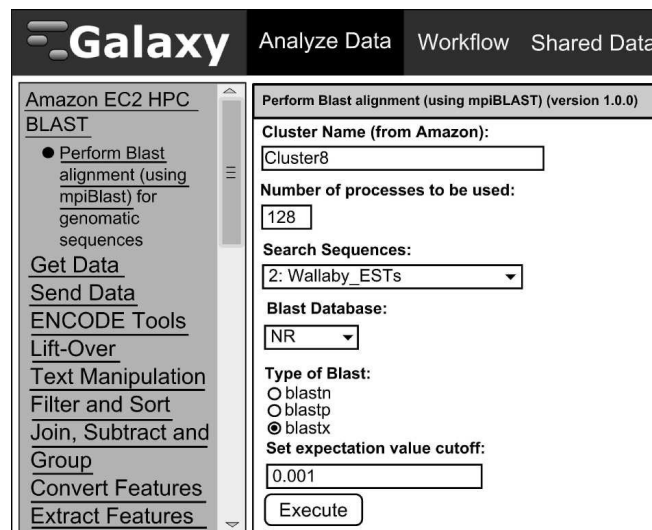 Galaxy
Analyze Data Workflow Shared Data
Amazon EC2 HPC
BLAST
Perform Blast
alignment (using
mpiBlast) for
genomatic
sequences
Get Data
Send Data
ENCODE Tools
Lift-Over
Text Manipulation
Filter and Sort
Join, Subtract and
Group
Convert Features
Extract Features
Perform Blast alignment (using mpiBLAST) (version 1.0.0)
Cluster Name (from Amazon):
Cluster8
Number of processes to be used:
128
Search Sequences:
2: Wallaby_ESTs
Blast Database:
NR
Type of Blast:
blastn
blastp
blastx
Set expectation value cutoff:
0.001
Execute